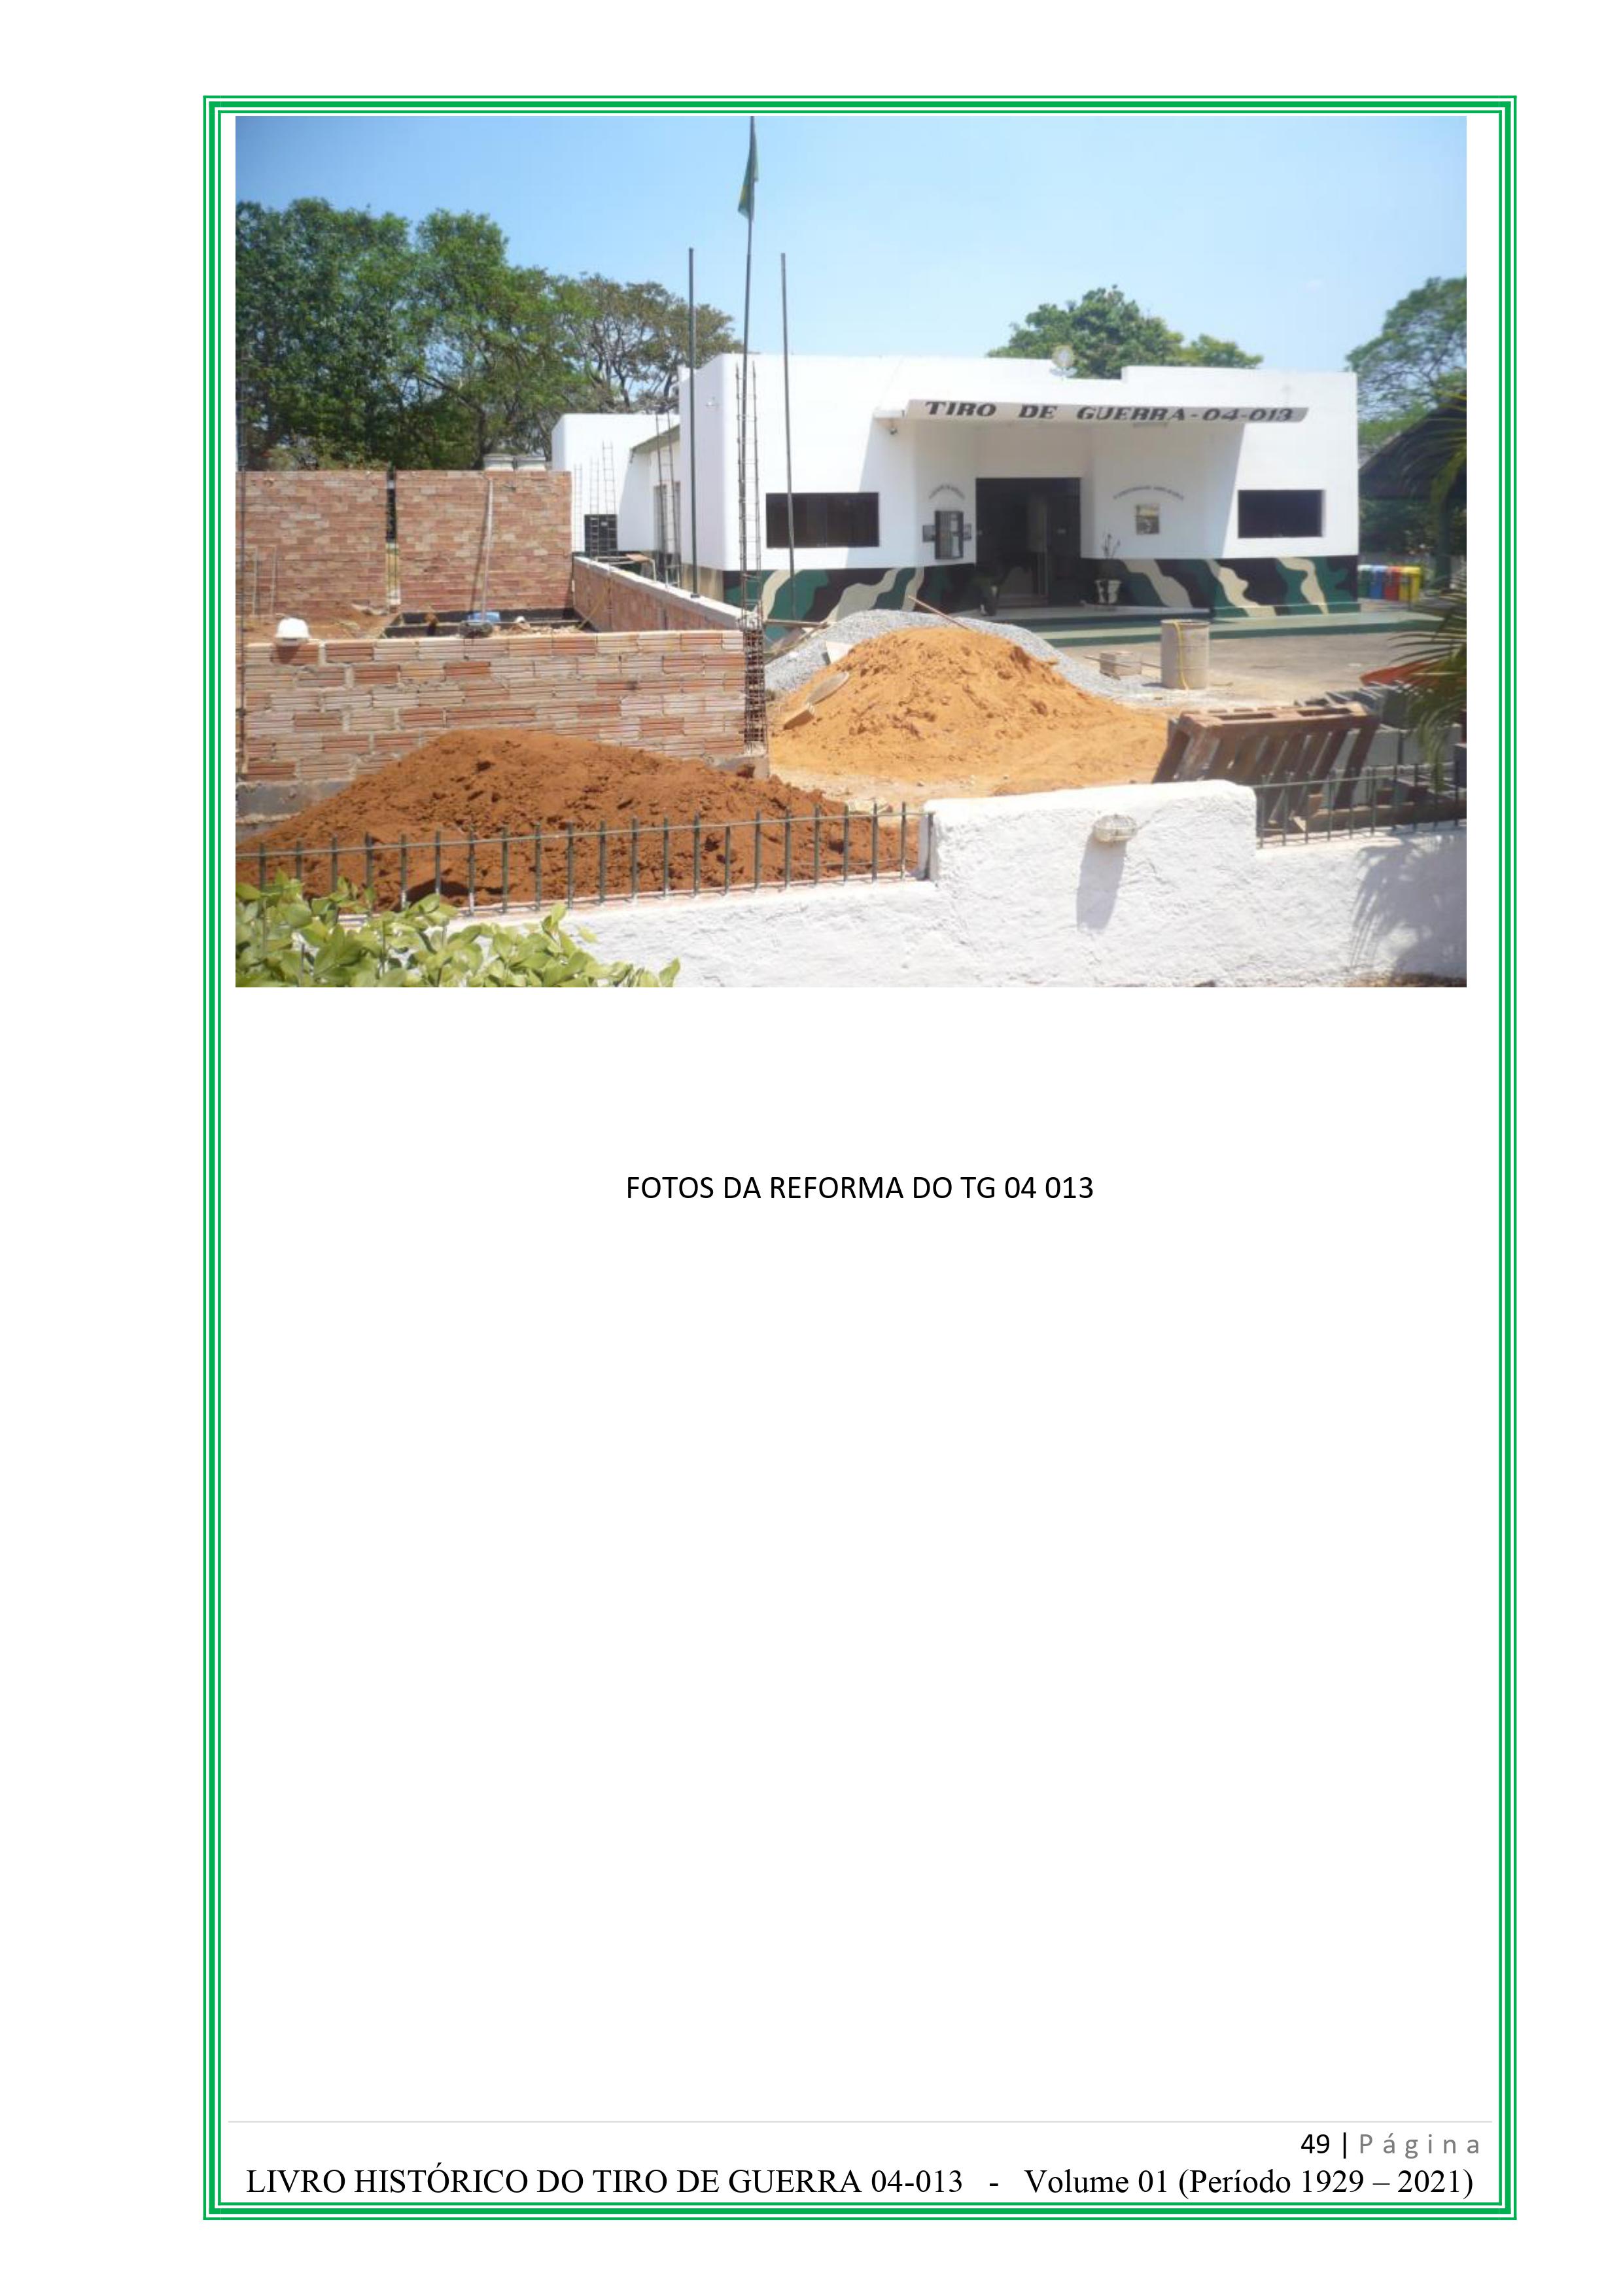 TIRO DE GUERRA-04-013
FOTOS DA REFORMA DO TG 04 013
49 | Página
LIVRO HISTÓRICO DO TIRO DE GUERRA 04-013 - Volume 01 (Período 1929 – 2021)